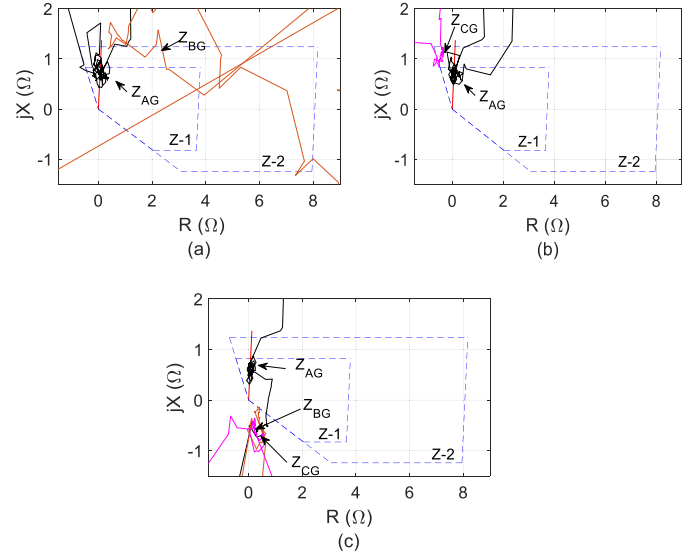 2
1
0
-1
jX (Ω)
Z_BG
Z_AG
Z-1
Z-2
0 2 4 6 8
R (Ω)
(a)
2
1
0
-1
jX (Ω)
Z_CG
Z_AG
Z-1
Z-2
0 2 4 6 8
R (Ω)
(b)
2
1
0
-1
jX (Ω)
Z_AG
Z_BG
Z-1
Z-2
Z_CG
0 2 4 6 8
R (Ω)
(c)